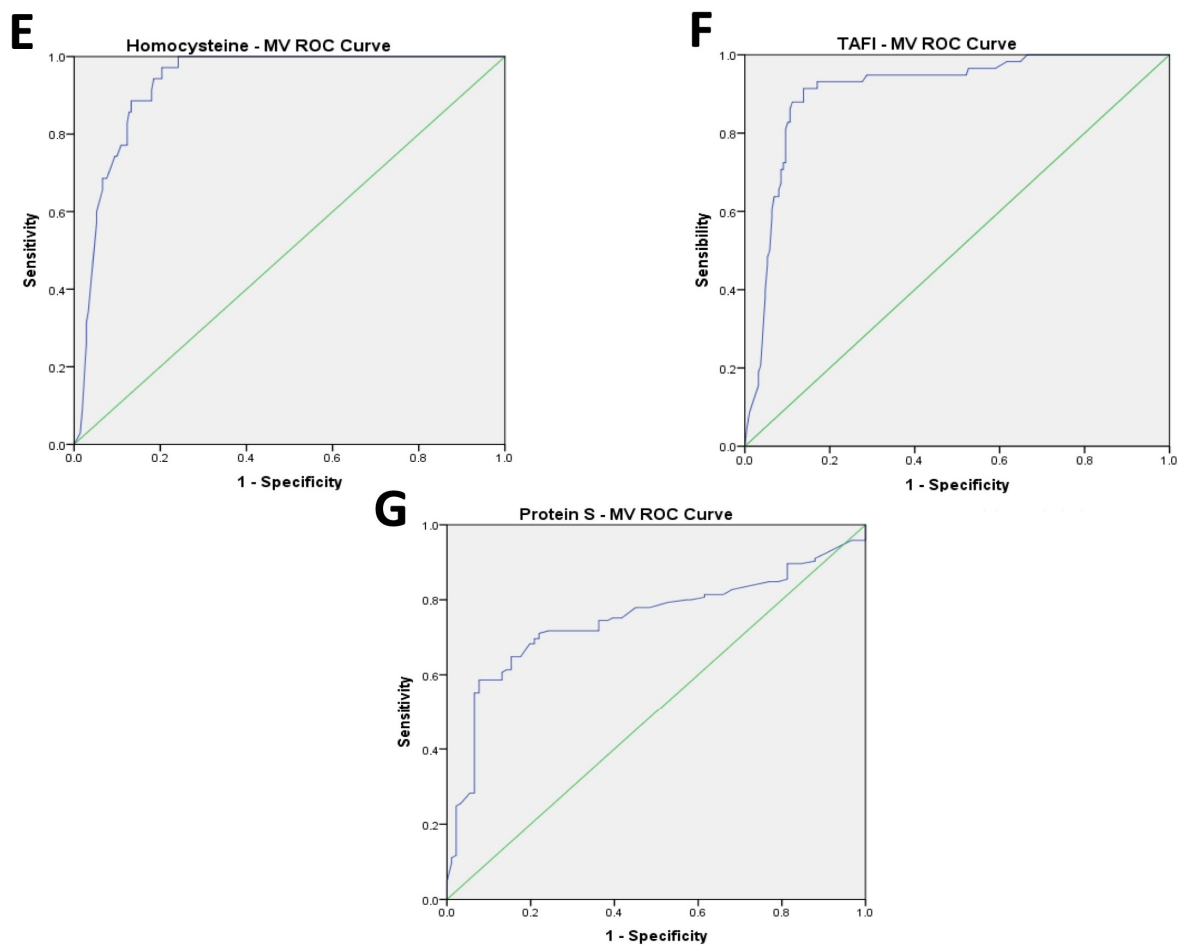 E
Homocysteine - MV ROC Curve
1.0
0.8
0.6
0.4
0.2
0.0
Sensitivity
0.0 0.2 0.4 0.6 0.8 1.0
1 - Specificity
F
TAFI - MV ROC Curve
1.0
0.8
0.6
0.4
0.2
0.0
Sensibility
0.0 0.2 0.4 0.6 0.8 1.0
1 - Specificity
G
Protein S - MV ROC Curve
1.0
0.8
0.6
0.4
0.2
0.0
Sensitivity
0.0 0.2 0.4 0.6 0.8 1.0
1 - Specificity